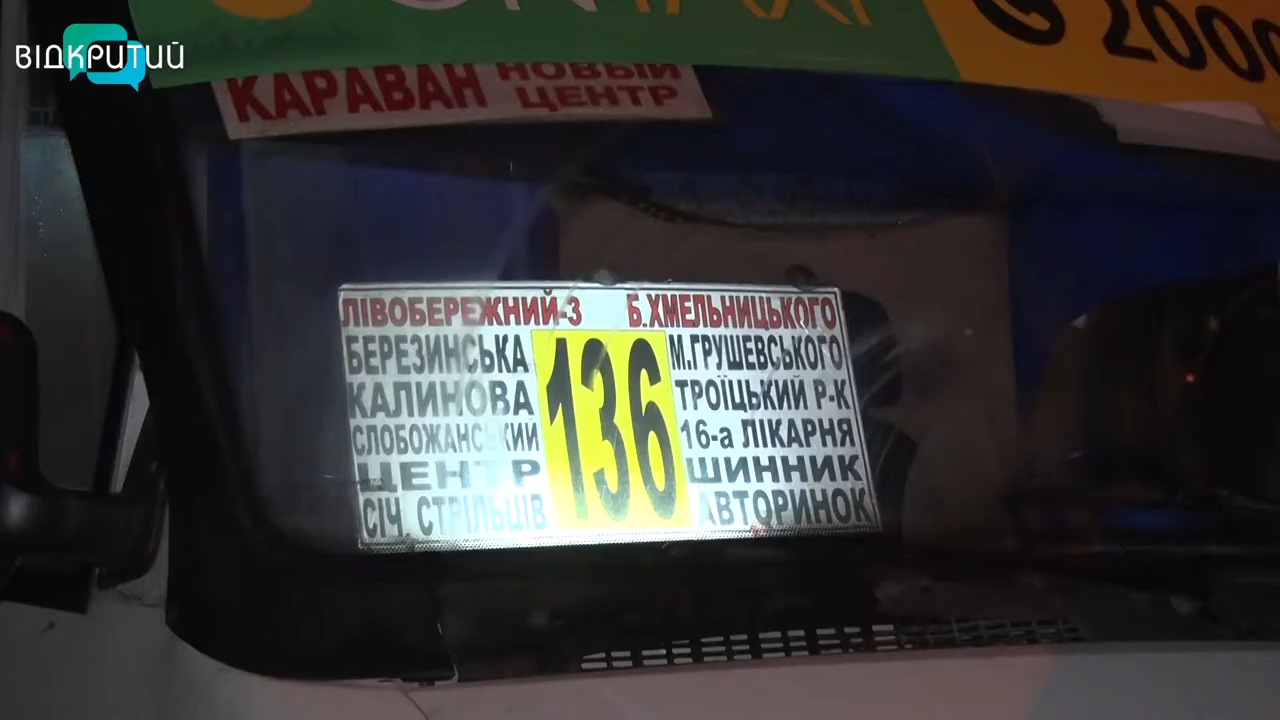 ВІДКРИТИЙ
2000
КАРАВАН
НОВЫЙ
ЦЕНТР
ЛІВОБЕРЕЖНИЙ-3 Б.ХМЕЛЬНИЦЬКОГО
БЕРЕЗИНСЬКА
КАЛИНОВА
СЛОБОЖАНСЬКИЙ
ЦЕНТР
СІЧ. СТРІЛЬЦІВ
136
М.ГРУШЕВСЬКОГО
ТРОЇЦЬКИЙ Р-К
16-а ЛІКАРНЯ
ШИННИК
АВТОРИНОК